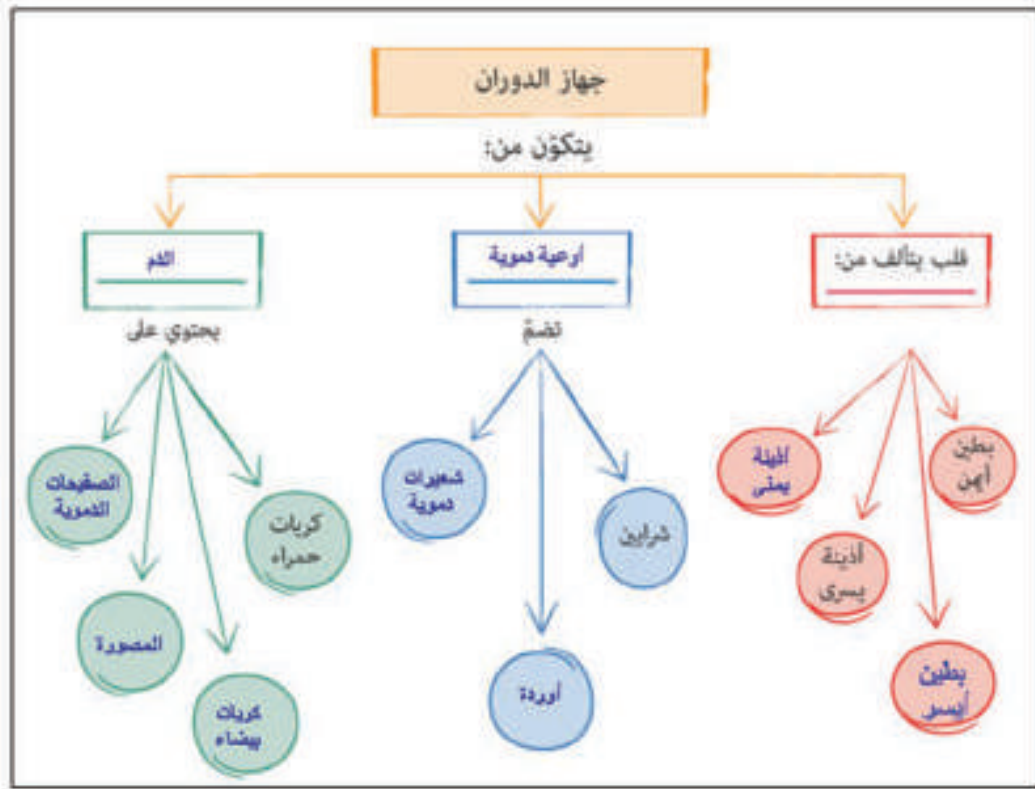 جهاز الدوران
يتكوّن من:
قلب يتألف من:
أوعية دموية
الدم
تضمّ
يحتوي على
بطين
أيمن
أذينة
يسرى
أذينة
يمنى
بطين
أيسر
شرايين
شعيرات
دموية
أوردة
كريات
حمراء
الصفيحات
الدموية
المصورة
كريات
بيضاء